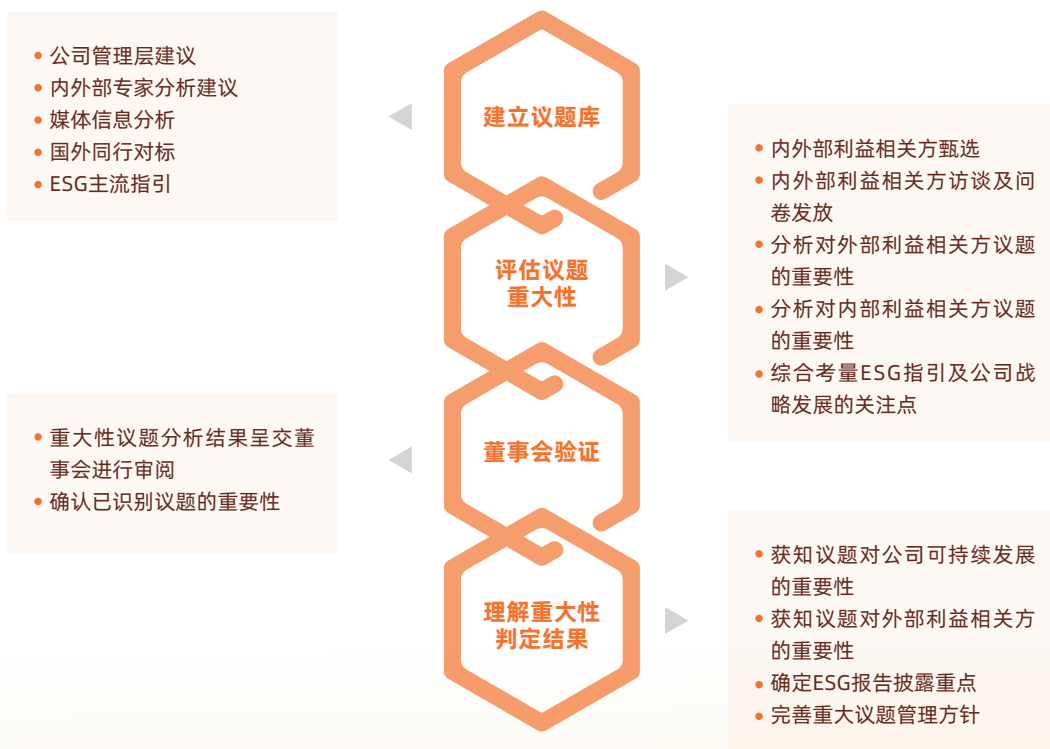 建立议题库
• 公司管理层建议
• 内外部专家分析建议
• 媒体信息分析
• 国外同行对标
• ESG主流指引
评估议题
重大性
• 内外部利益相关方甄选
• 内外部利益相关方访谈及问
卷发放
• 分析对外部利益相关方议题
的重要性
• 分析对内部利益相关方议题
的重要性
• 综合考量ESG指引及公司战
略发展的关注点
董事会验证
• 重大性议题分析结果呈交董
事会进行审阅
• 确认已识别议题的重要性
理解重大性
判定结果
• 获知议题对公司可持续发展
的重要性
• 获知议题对外部利益相关方
的重要性
• 确定ESG报告披露重点
• 完善重大议题管理方针